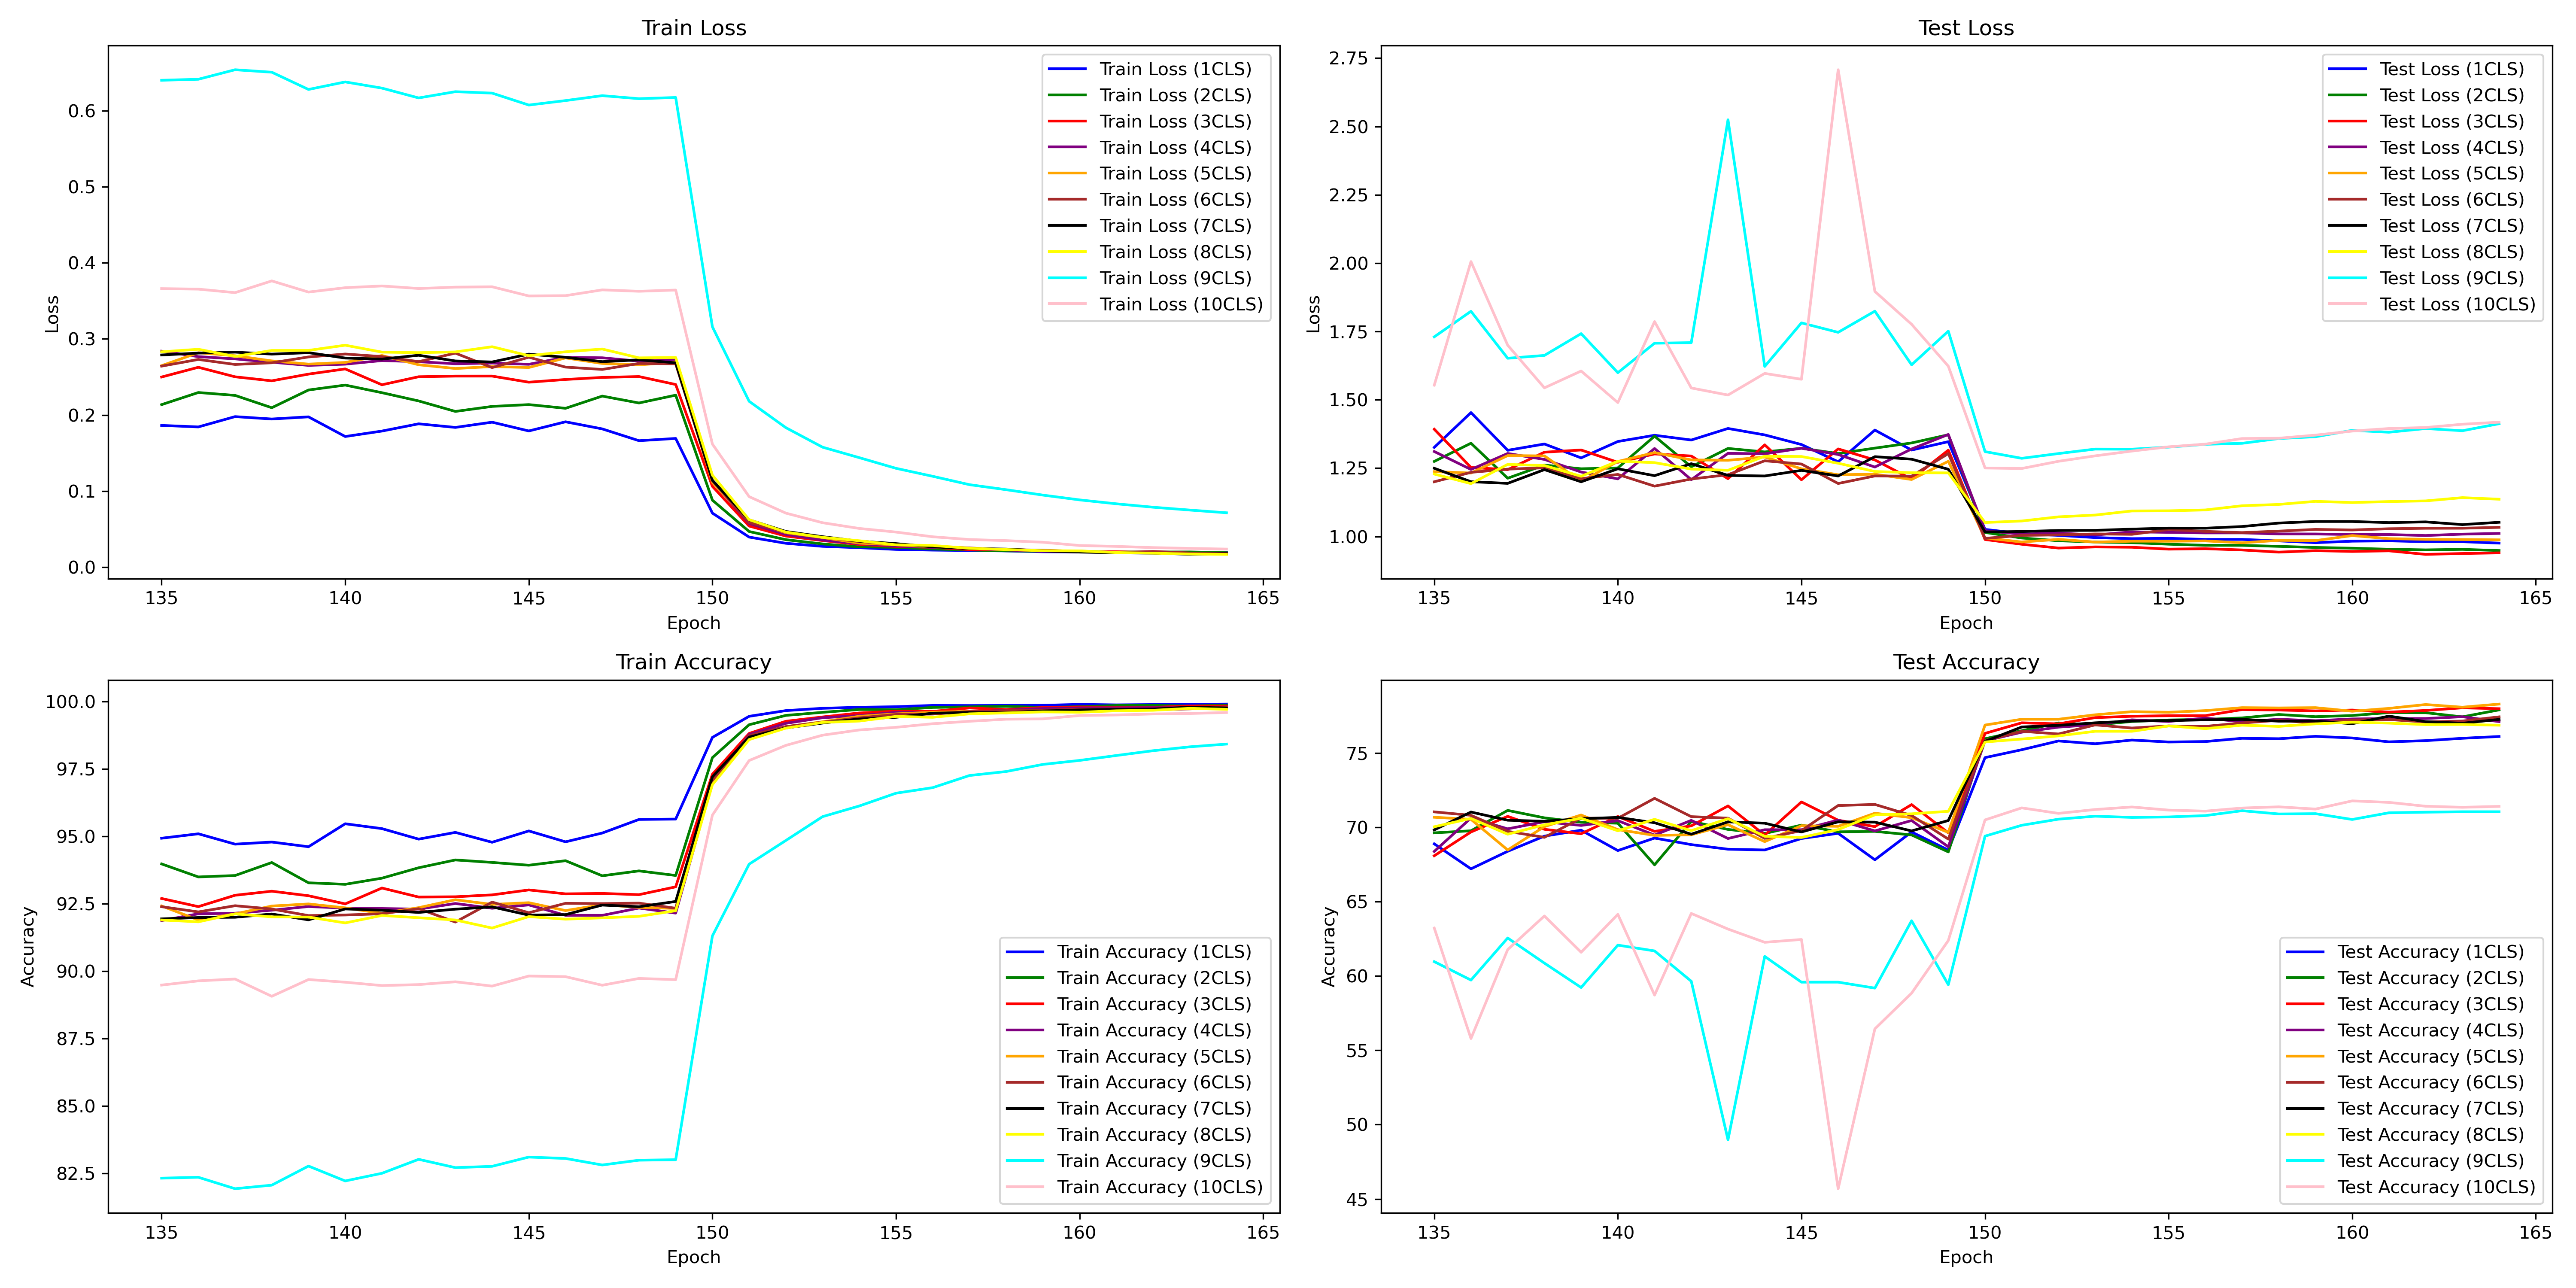 Train Loss
Loss
0.6
0.5
0.4
0.3
0.2
0.1
0.0
135 140 145 150 155 160 165
Epoch
Train Loss (1CLS)
Train Loss (2CLS)
Train Loss (3CLS)
Train Loss (4CLS)
Train Loss (5CLS)
Train Loss (6CLS)
Train Loss (7CLS)
Train Loss (8CLS)
Train Loss (9CLS)
Train Loss (10CLS)
Test Loss
Loss
2.75
2.50
2.25
2.00
1.75
1.50
1.25
1.00
135 140 145 150 155 160 165
Epoch
Test Loss (1CLS)
Test Loss (2CLS)
Test Loss (3CLS)
Test Loss (4CLS)
Test Loss (5CLS)
Test Loss (6CLS)
Test Loss (7CLS)
Test Loss (8CLS)
Test Loss (9CLS)
Test Loss (10CLS)
Train Accuracy
Accuracy
100.0
97.5
95.0
92.5
90.0
87.5
85.0
82.5
135 140 145 150 155 160 165
Epoch
Train Accuracy (1CLS)
Train Accuracy (2CLS)
Train Accuracy (3CLS)
Train Accuracy (4CLS)
Train Accuracy (5CLS)
Train Accuracy (6CLS)
Train Accuracy (7CLS)
Train Accuracy (8CLS)
Train Accuracy (9CLS)
Train Accuracy (10CLS)
Test Accuracy
Accuracy
75
70
65
60
55
50
45
135 140 145 150 155 160 165
Epoch
Test Accuracy (1CLS)
Test Accuracy (2CLS)
Test Accuracy (3CLS)
Test Accuracy (4CLS)
Test Accuracy (5CLS)
Test Accuracy (6CLS)
Test Accuracy (7CLS)
Test Accuracy (8CLS)
Test Accuracy (9CLS)
Test Accuracy (10CLS)